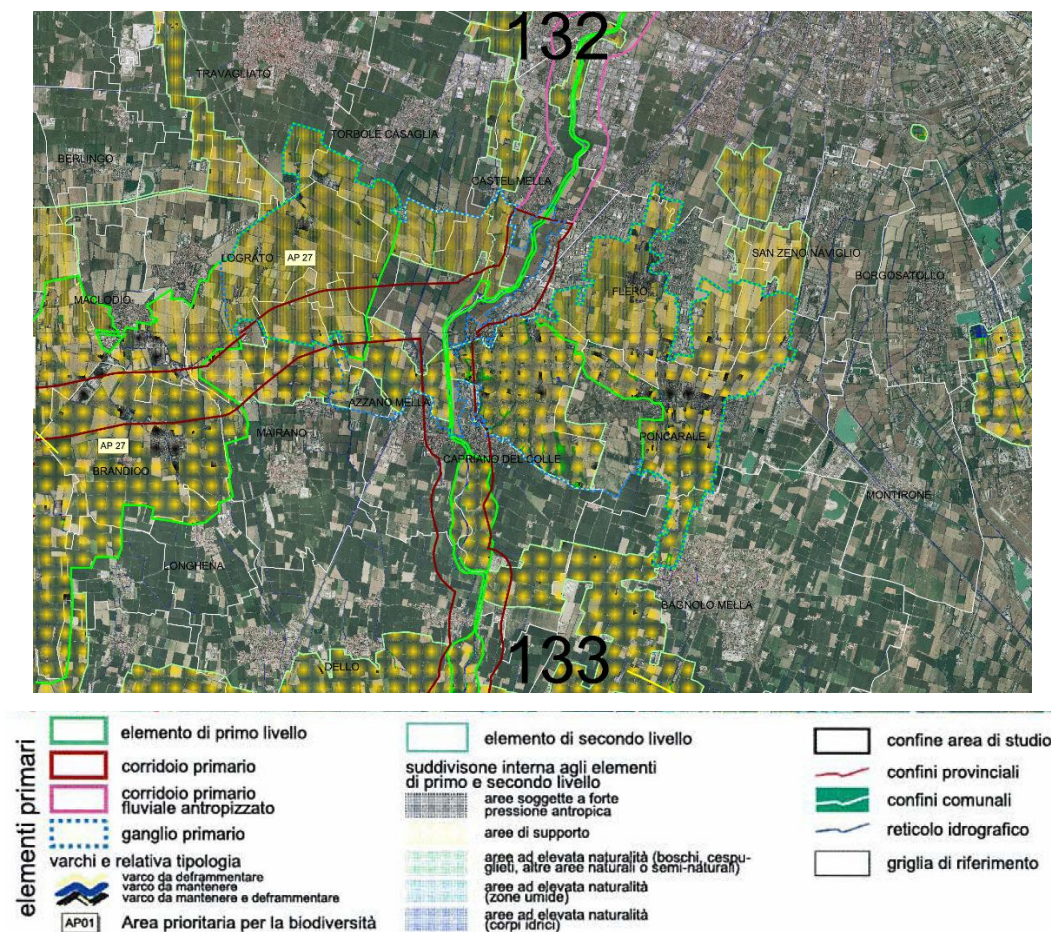 132
TRAVAGLIATO
TORBOLE CASAGLIA
BERLINGO
CASTEL MELLA
LOGRATO
AP 27
SAN ZENO NAVIGLIO
BORGOSATOLLO
FLERO
MACLODIO
AZZANO MELLA
MAIRANO
AP 27
BRANDICO
PONCARALE
CAPRIANO DEL COLLE
MONTIRONE
LONGHENA
BAGNOLO MELLA
133
DELLO
elementi primari
elemento di primo livello
corridoio primario
corridoio primario
fluviale antropizzato
ganglio primario
varchi e relativa tipologia
varco da deframmentare
varco da mantenere
varco da mantenere e deframmentare
AP01 Area prioritaria per la biodiversità
elemento di secondo livello
suddivisone interna agli elementi
di primo e secondo livello
aree soggette a forte
pressione antropica
aree di supporto
aree ad elevata naturalità (boschi, cespu-
glieti, altre aree naturali o semi-naturali)
aree ad elevata naturalità
(zone umide)
aree ad elevata naturalità
(corpi idrici)
confine area di studio
confini provinciali
confini comunali
reticolo idrografico
griglia di riferimento